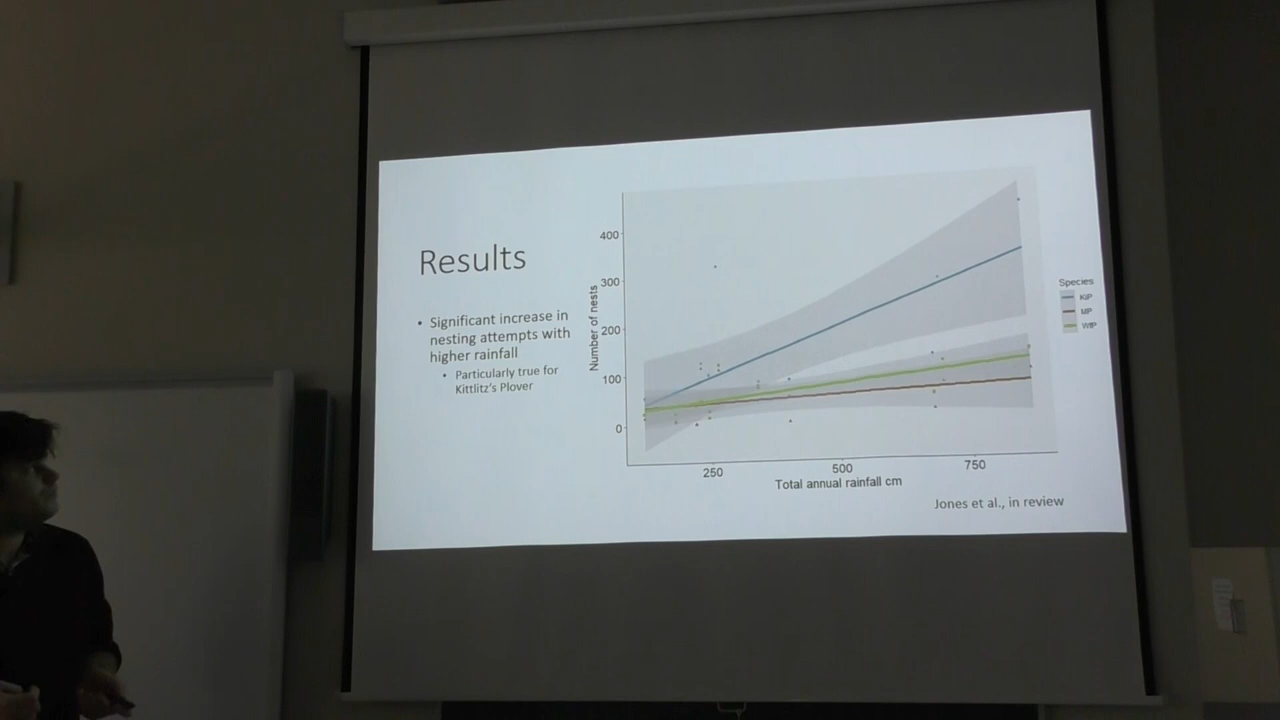 Results
• Significant increase in
nesting attempts with
higher rainfall
• Particularly true for
Kittlitz's Plover
Number of nests
400
300
200
100
0
250
500
750
Total annual rainfall cm
Species
KiP
MP
WfP
Jones et al., in review